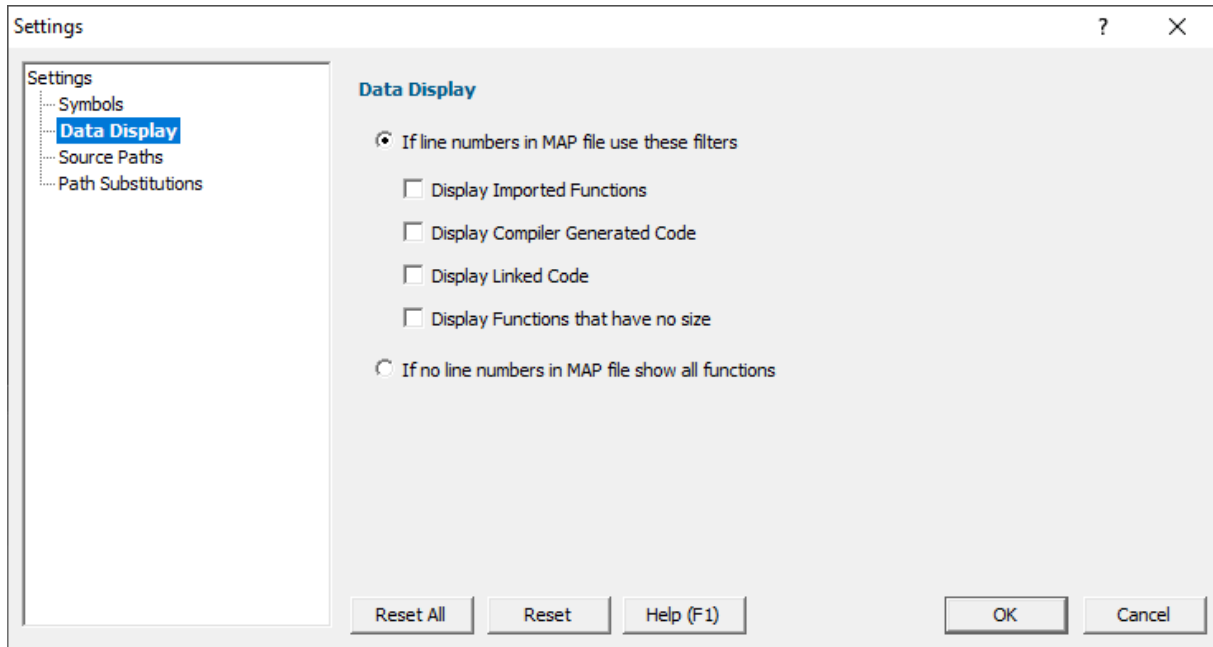 Settings
?
Settings
Symbols
Data Display
Source Paths
Path Substitutions
Data Display
If line numbers in MAP file use these filters
Display Imported Functions
Display Compiler Generated Code
Display Linked Code
Display Functions that have no size
If no line numbers in MAP file show all functions
Reset All
Reset
Help (F1)
OK
Cancel